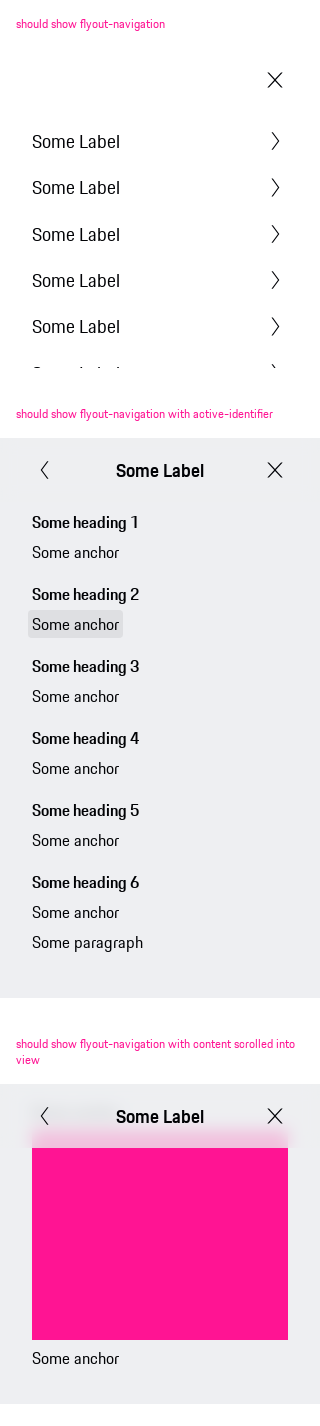 should show flyout-navigation
Some Label
Some Label
Some Label
Some Label
Some Label
should show flyout-navigation with active-identifier
Some Label
Some heading 1
Some anchor
Some heading 2
Some anchor
Some heading 3
Some anchor
Some heading 4
Some anchor
Some heading 5
Some anchor
Some heading 6
Some anchor
Some paragraph
should show flyout-navigation with content scrolled into
view
Some Label
Some anchor